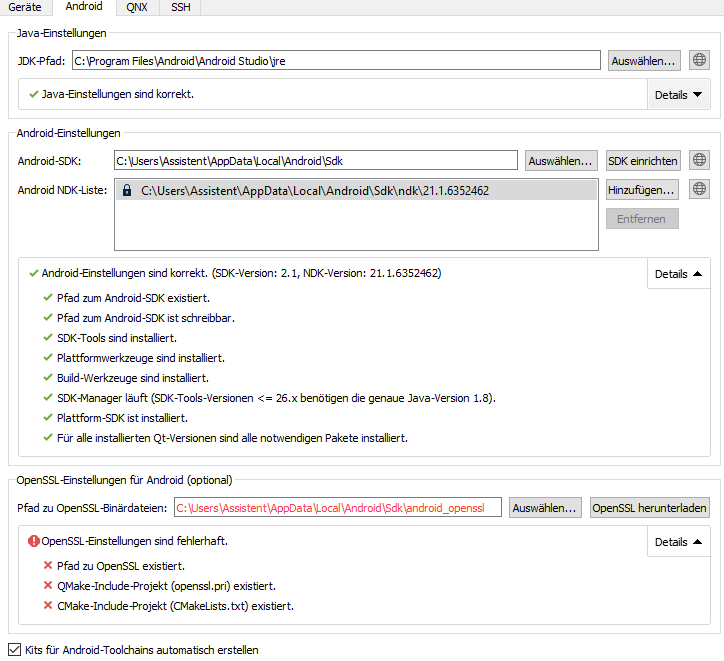 Geräte Android QNX SSH
Java-Einstellungen
JDK-Pfad: C:\Program Files\Android\Android Studio\jre Auswählen...
Java-Einstellungen sind korrekt. Details
Android-Einstellungen
Android-SDK: C:\Users\Assistent\AppData\Local\Android\Sdk Auswählen... SDK einrichten
Android NDK-Liste: C:\Users\Assistent\AppData\Local\Android\Sdk\ndk\21.1.6352462 Hinzufügen...
Entfernen
Android-Einstellungen sind korrekt. (SDK-Version: 2.1, NDK-Version: 21.1.6352462) Details
Pfad zum Android-SDK existiert.
Pfad zum Android-SDK ist schreibbar.
SDK-Tools sind installiert.
Plattformwerkzeuge sind installiert.
Build-Werkzeuge sind installiert.
SDK-Manager läuft (SDK-Tools-Versionen <= 26.x benötigen die genaue Java-Version 1.8).
Plattform-SDK ist installiert.
Für alle installierten Qt-Versionen sind alle notwendigen Pakete installiert.
OpenSSL-Einstellungen für Android (optional)
Pfad zu OpenSSL-Binärdateien: C:\Users\Assistent\AppData\Local\Android\Sdk\android_openssl Auswählen... OpenSSL herunterladen
OpenSSL-Einstellungen sind fehlerhaft. Details
Pfad zu OpenSSL existiert.
QMake-Include-Projekt (openssl.pri) existiert.
CMake-Include-Projekt (CMakeLists.txt) existiert.
Kits für Android-Toolchains automatisch erstellen